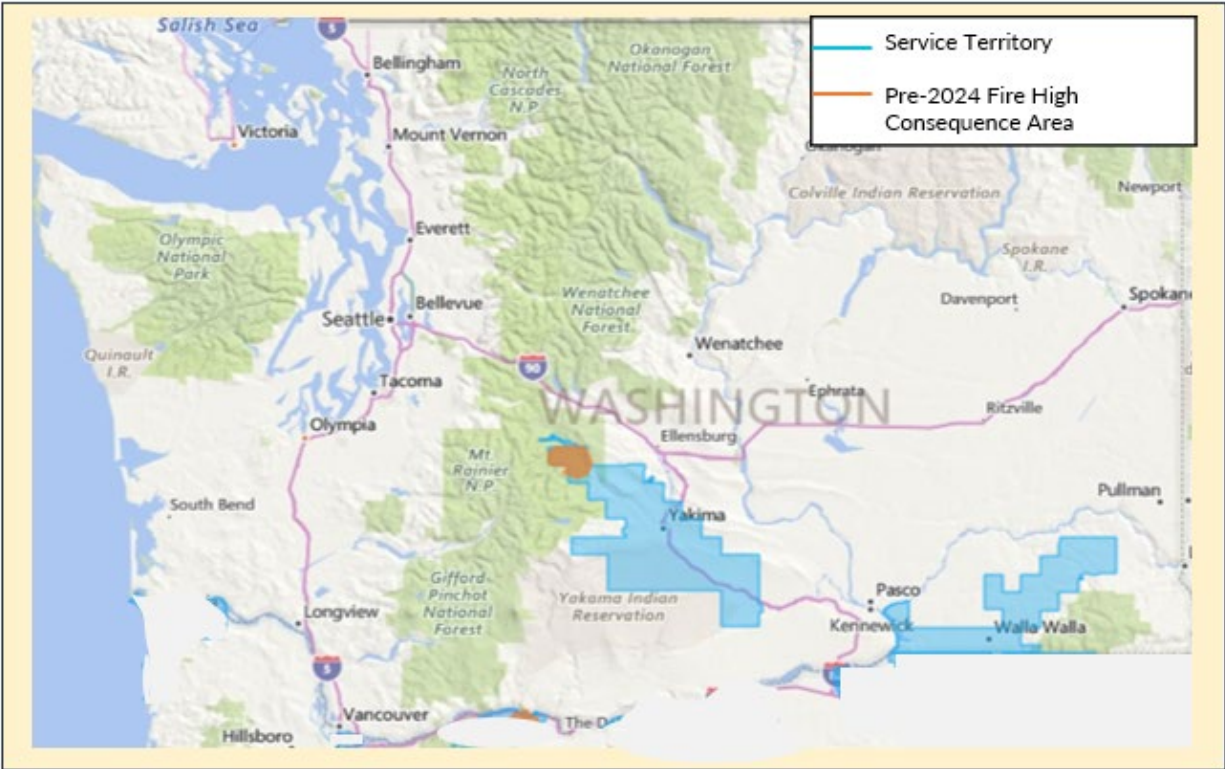 Salish Sea
5
Bellingham
North
Cascades
N.P.
Okanogan
National Forest
Service Territory
Pre-2024 Fire High
Consequence Area
Victoria
Mount Vernon
Colville Indian Reservation
Newport
Olympic
National
Park
Everett
Spokane
I.R.
Bellevue
Seattle
Wenatchee
National
Forest
Davenport
Spokane
Quinault
I.R.
Wenatchee
90
Tacoma
WASHINGTON
Ephrata
Ritzville
Olympia
Ellensburg
Mt.
Rainier
N.P.
South Bend
Yakima
Pullman
Gifford
Pinchot
National
Forest
Yakama Indian
Reservation
Pasco
Kennewick
Longview
Walla Walla
5
Vancouver
The D
Hillsboro